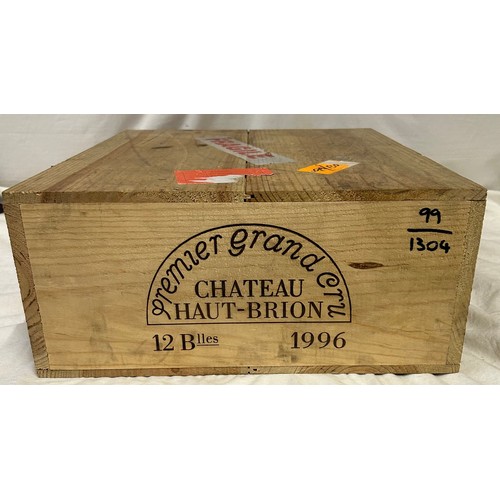 99
1304
Premier Grand Cru
CHATEAU
HAUT-BRION
12 Blles
1996